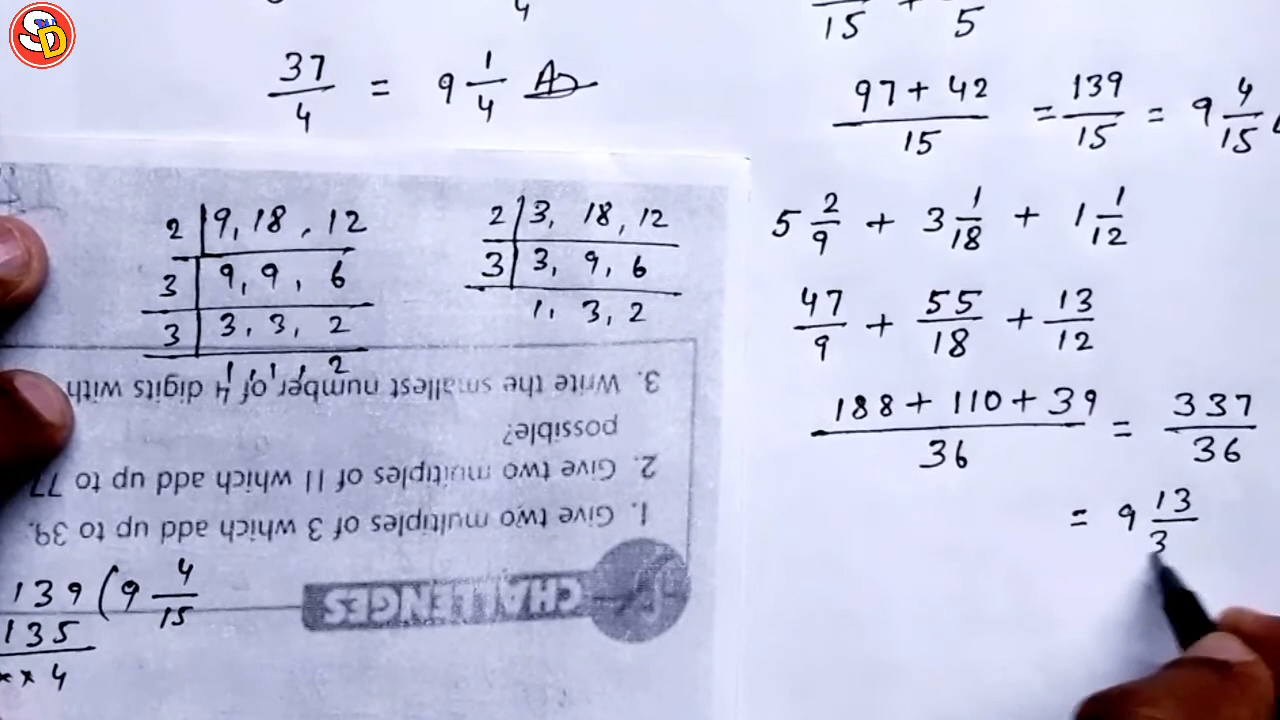 SD
4
37/4 = 9 1/4 A
15 + 5
97 + 42 / 15 = 139/15 = 9 4/15
5 2/9 + 3 1/18 + 1 1/12
47/9 + 55/18 + 13/12
188 + 110 + 39 / 36 = 337/36
= 9 13/3
2 | 9, 18, 12
3 | 9, 9, 6
3 | 3, 3, 2
1, 1, 2
2 | 3, 18, 12
3 | 3, 9, 6
1, 3, 2
CHALLENGES
1. Give two multiples of 3 which add up to 39.
2. Give two multiples of 11 which add up to 77
possible?
3. Write the smallest number of 4 digits with
139 ( 9 4/15
135
× × 4